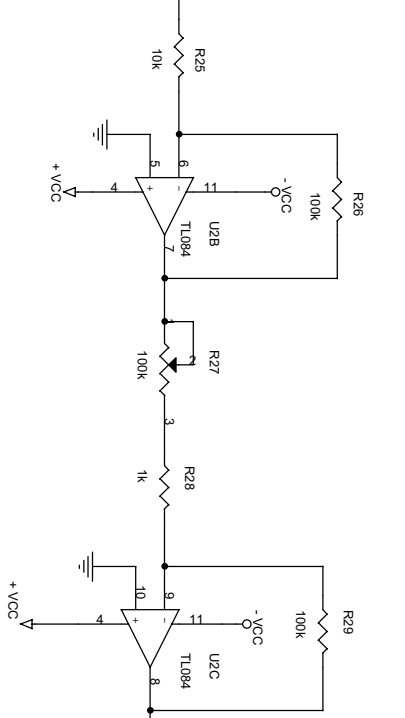 R25
10k
5
6
+ VCC
4
11
- VCC
R26
100k
U2B
TL084
7
+
-
1
2
R27
100k
3
R28
1k
10
9
+ VCC
4
11
- VCC
R29
100k
U2C
TL084
8
+
-